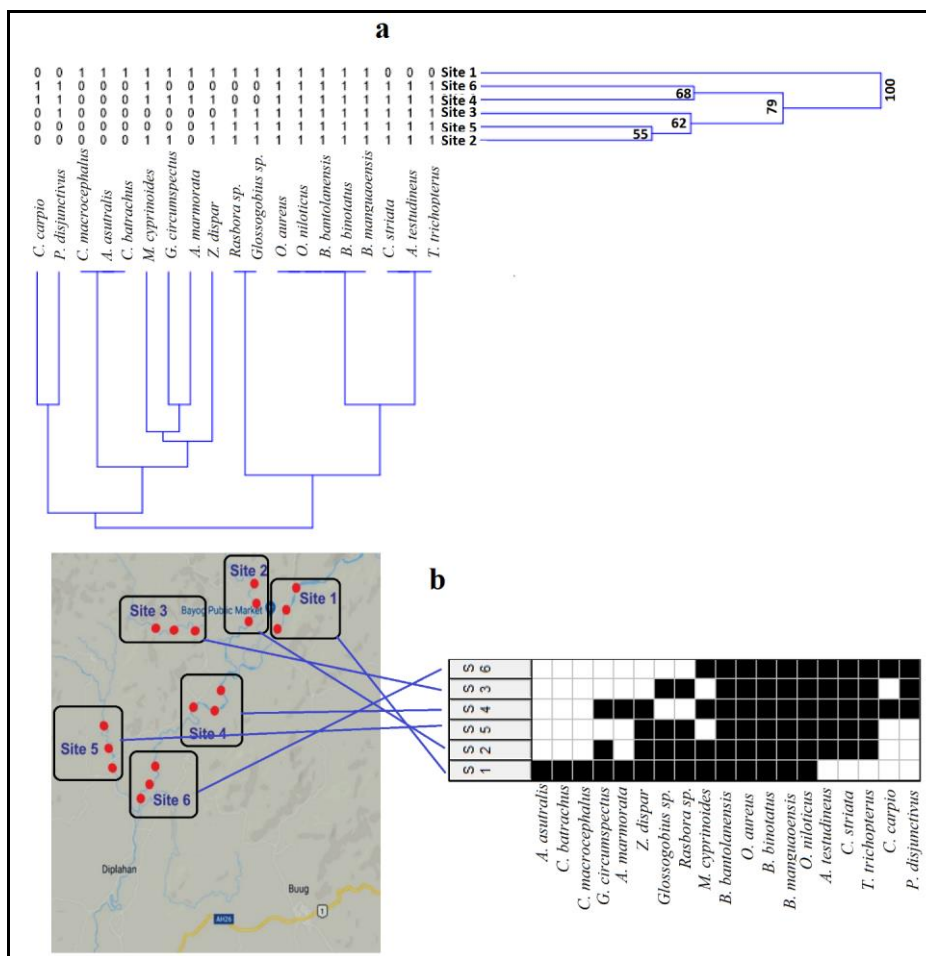 a
0 0 1 1 1 1 1 1 1 1 1 1 1 1 1 1 0 0 0 Site 1
1 1 0 0 0 1 0 0 0 0 0 1 1 1 1 1 1 1 1 Site 6
1 1 0 0 0 1 1 1 1 0 0 1 1 1 1 1 1 1 1 Site 4
0 1 0 0 0 0 0 0 0 1 1 1 1 1 1 1 1 1 1 Site 3
0 0 0 0 0 0 0 0 1 1 1 1 1 1 1 1 1 1 1 Site 5
0 0 0 0 0 1 1 0 1 1 1 1 1 1 1 1 1 1 1 Site 2
100
79
68
62
55
C. carpio
P. disjunctivus
C. macrocephalus
A. asutralis
C. batrachus
M. cyprinoides
G. circumspectus
A. marmorata
Z. dispar
Rasbora sp.
Glossogobius sp.
O. aureus
O. niloticus
B. bantolanensis
B. binotatus
B. manguaoensis
C. striata
A. testudineus
T. trichopterus
b
Site 2
Site 1
Bayog Public Market
Site 3
Site 4
Site 5
Site 6
Diplahan
Buug
AH26
1
S 6
S 3
S 4
S 5
S 2
S 1
A. asutralis
C. batrachus
C. macrocephalus
G. circumspectus
A. marmorata
Z. dispar
Glossogobius sp.
Rasbora sp.
M. cyprinoides
B. bantolanensis
O. aureus
B. binotatus
B. manguaoensis
O. niloticus
A. testudineus
C. striata
T. trichopterus
C. carpio
P. disjunctivus